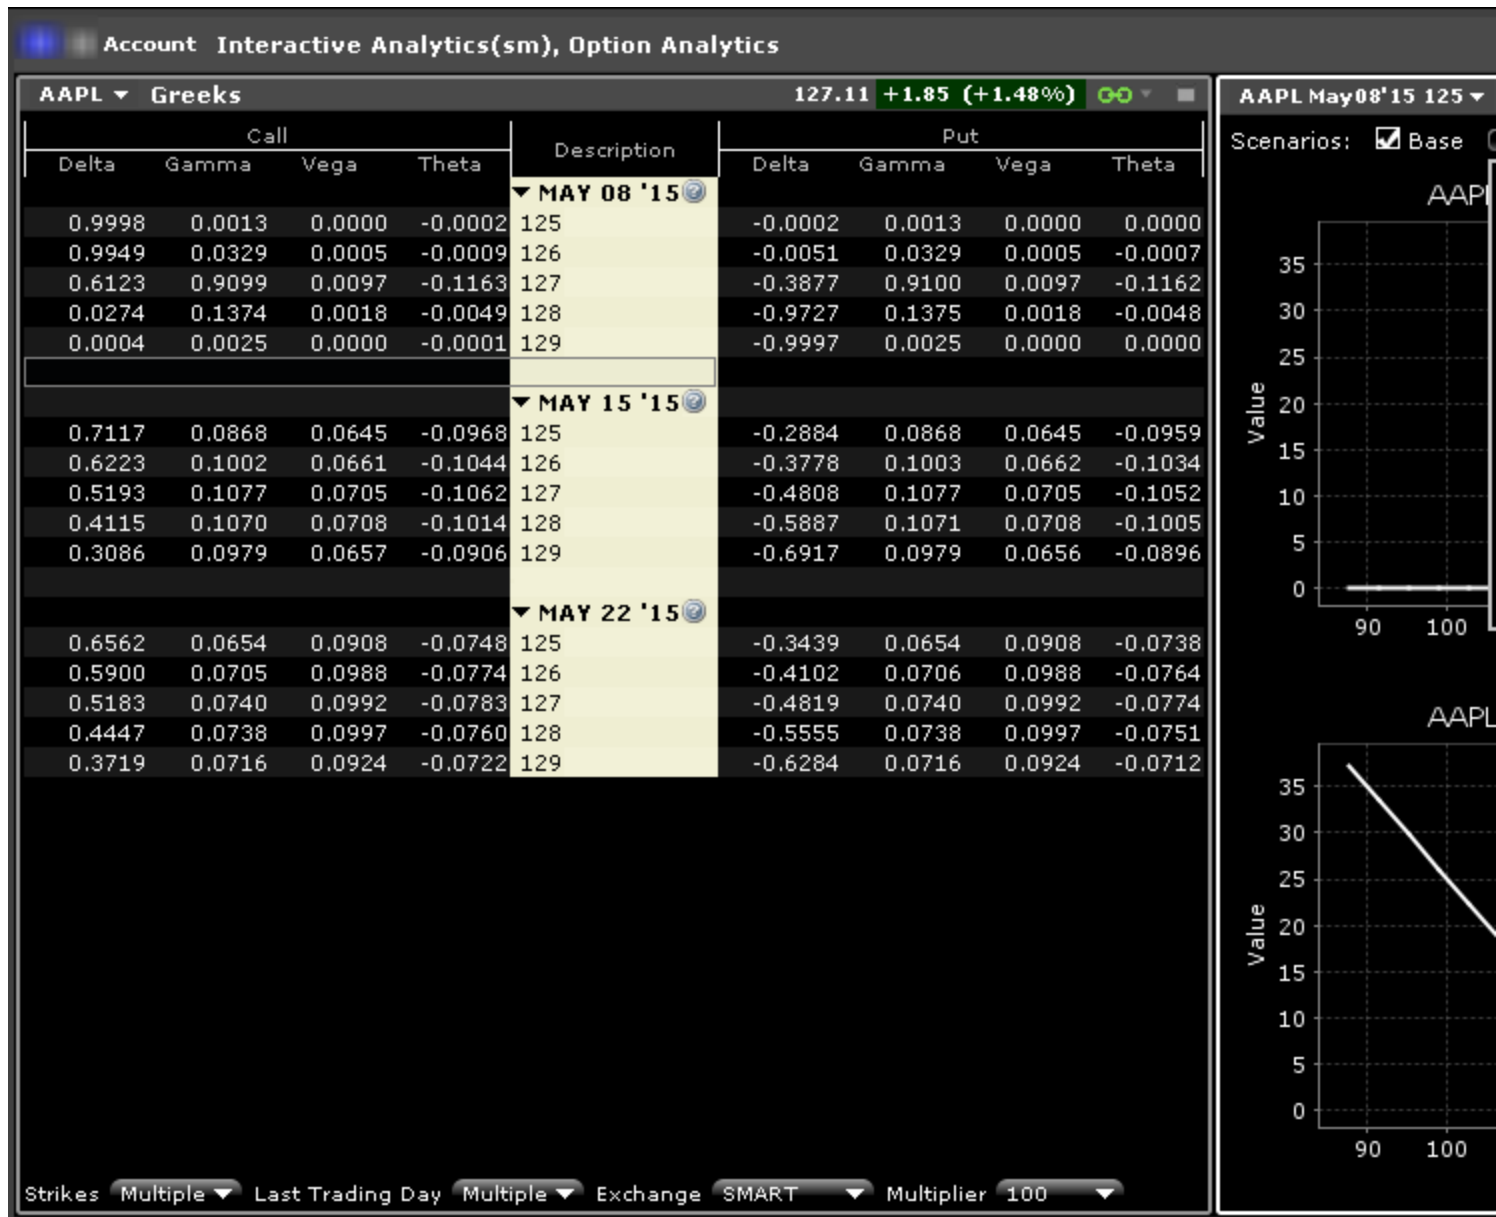 Account Interactive Analytics(sm), Option Analytics
AAPL Greeks 127.11 +1.85 (+1.48%)
Call Description Put
Delta Gamma Vega Theta Delta Gamma Vega Theta
MAY 08 '15
0.9998 0.0013 0.0000 -0.0002 125 -0.0002 0.0013 0.0000 0.0000
0.9949 0.0329 0.0005 -0.0009 126 -0.0051 0.0329 0.0005 -0.0007
0.6123 0.9099 0.0097 -0.1163 127 -0.3877 0.9100 0.0097 -0.1162
0.0274 0.1374 0.0018 -0.0049 128 -0.9727 0.1375 0.0018 -0.0048
0.0004 0.0025 0.0000 -0.0001 129 -0.9997 0.0025 0.0000 0.0000
MAY 15 '15
0.7117 0.0868 0.0645 -0.0968 125 -0.2884 0.0868 0.0645 -0.0959
0.6223 0.1002 0.0661 -0.1044 126 -0.3778 0.1003 0.0662 -0.1034
0.5193 0.1077 0.0705 -0.1062 127 -0.4808 0.1077 0.0705 -0.1052
0.4115 0.1070 0.0708 -0.1014 128 -0.5887 0.1071 0.0708 -0.1005
0.3086 0.0979 0.0657 -0.0906 129 -0.6917 0.0979 0.0656 -0.0896
MAY 22 '15
0.6562 0.0654 0.0908 -0.0748 125 -0.3439 0.0654 0.0908 -0.0738
0.5900 0.0705 0.0988 -0.0774 126 -0.4102 0.0706 0.0988 -0.0764
0.5183 0.0740 0.0992 -0.0783 127 -0.4819 0.0740 0.0992 -0.0774
0.4447 0.0738 0.0997 -0.0760 128 -0.5555 0.0738 0.0997 -0.0751
0.3719 0.0716 0.0924 -0.0722 129 -0.6284 0.0716 0.0924 -0.0712
Strikes Multiple Last Trading Day Multiple Exchange SMART Multiplier 100
AAPL May08'15 125
Scenarios: Base
AAPL
35
30
25
20
15
10
5
0
Value
90 100
AAPL
35
30
25
20
15
10
5
0
Value
90 100